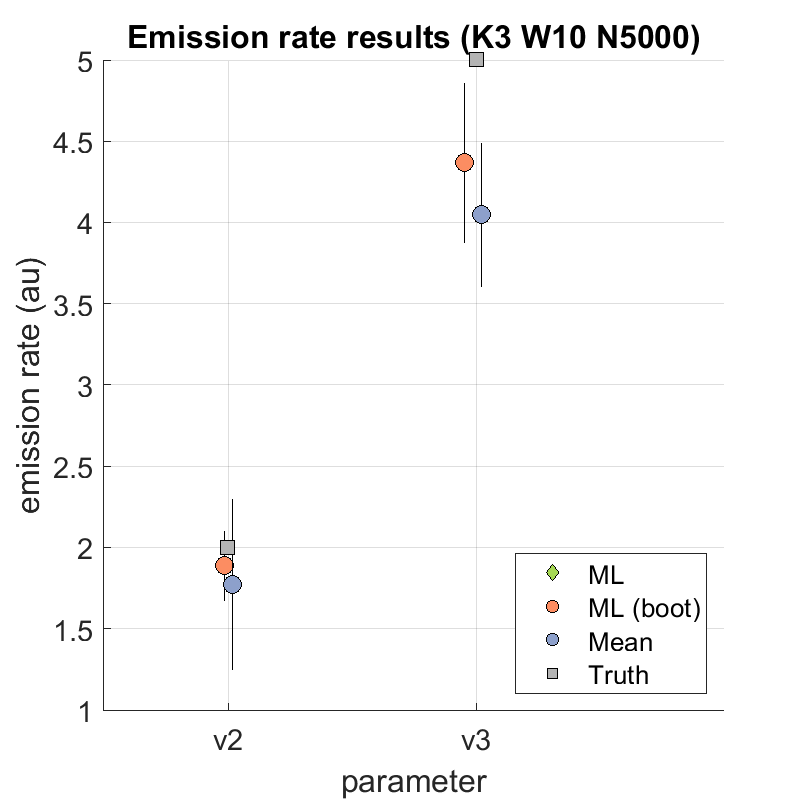 Emission rate results (K3 W10 N5000)
5
4.5
4
3.5
3
2.5
2
1.5
1
emission rate (au)
ML
ML (boot)
Mean
Truth
v2 v3
parameter